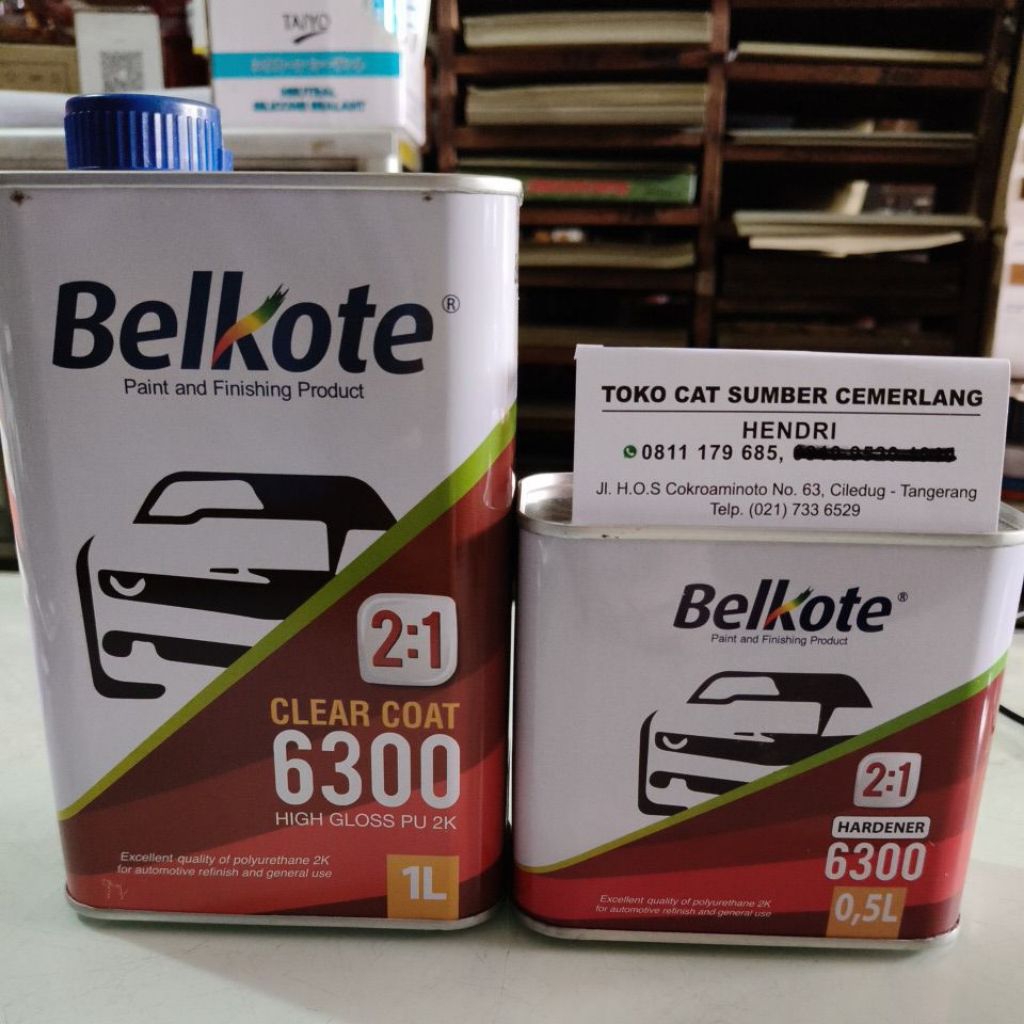 TAIYO
NEUTRAL
SILICONE SEALANT
Belkote®
Paint and Finishing Product
2:1
CLEAR COAT
6300
HIGH GLOSS PU 2K
Excellent quality of polyurethane 2K
for automotive refinish and general use
1L
TOKO CAT SUMBER CEMERLANG
HENDRI
0811 179 685,
Jl. H.O.S Cokroaminoto No. 63, Ciledug - Tangerang
Telp. (021) 733 6529
Belkote®
Paint and Finishing Product
2:1
HARDENER
6300
Excellent quality of polyurethane 2K
for automotive refinish and general use
0,5L